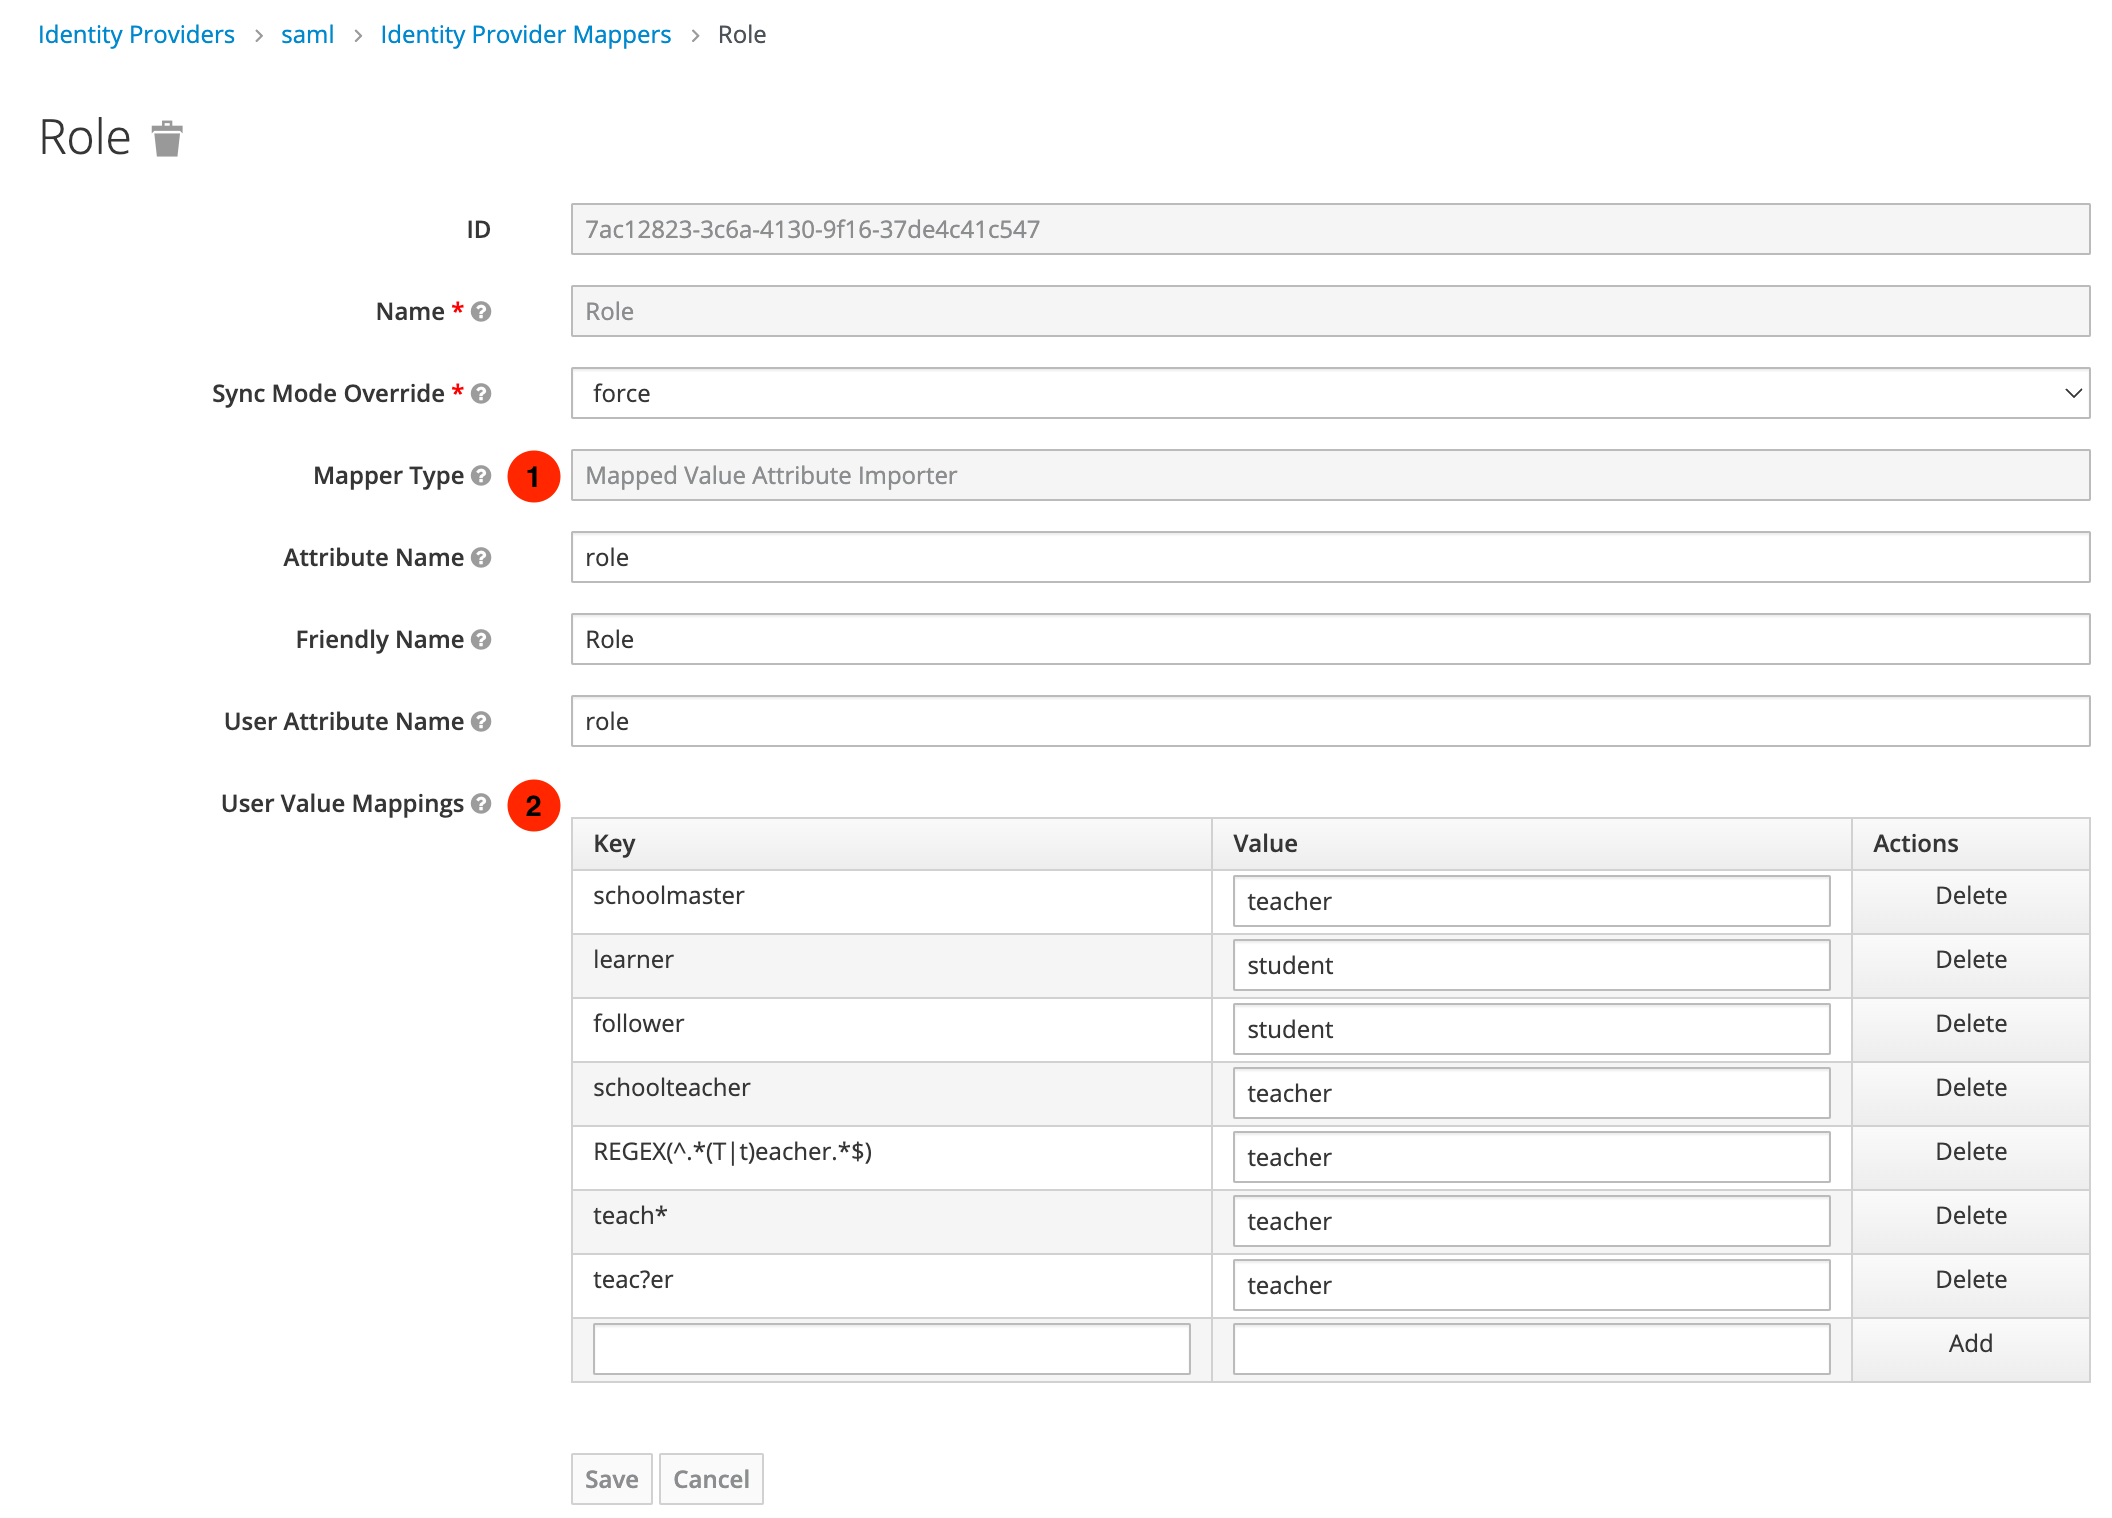 Identity Providers > saml > Identity Provider Mappers > Role
Role
ID 7ac12823-3c6a-4130-9f16-37de4c41c547
Name * ? Role
Sync Mode Override * ? force
Mapper Type ? 1 Mapped Value Attribute Importer
Attribute Name ? role
Friendly Name ? Role
User Attribute Name ? role
User Value Mappings ? 2
Key Value Actions
schoolmaster teacher Delete
learner student Delete
follower student Delete
schoolteacher teacher Delete
REGEX(^.*(T|t)eacher.*$) teacher Delete
teach* teacher Delete
teac?er teacher Delete
Add
Save Cancel